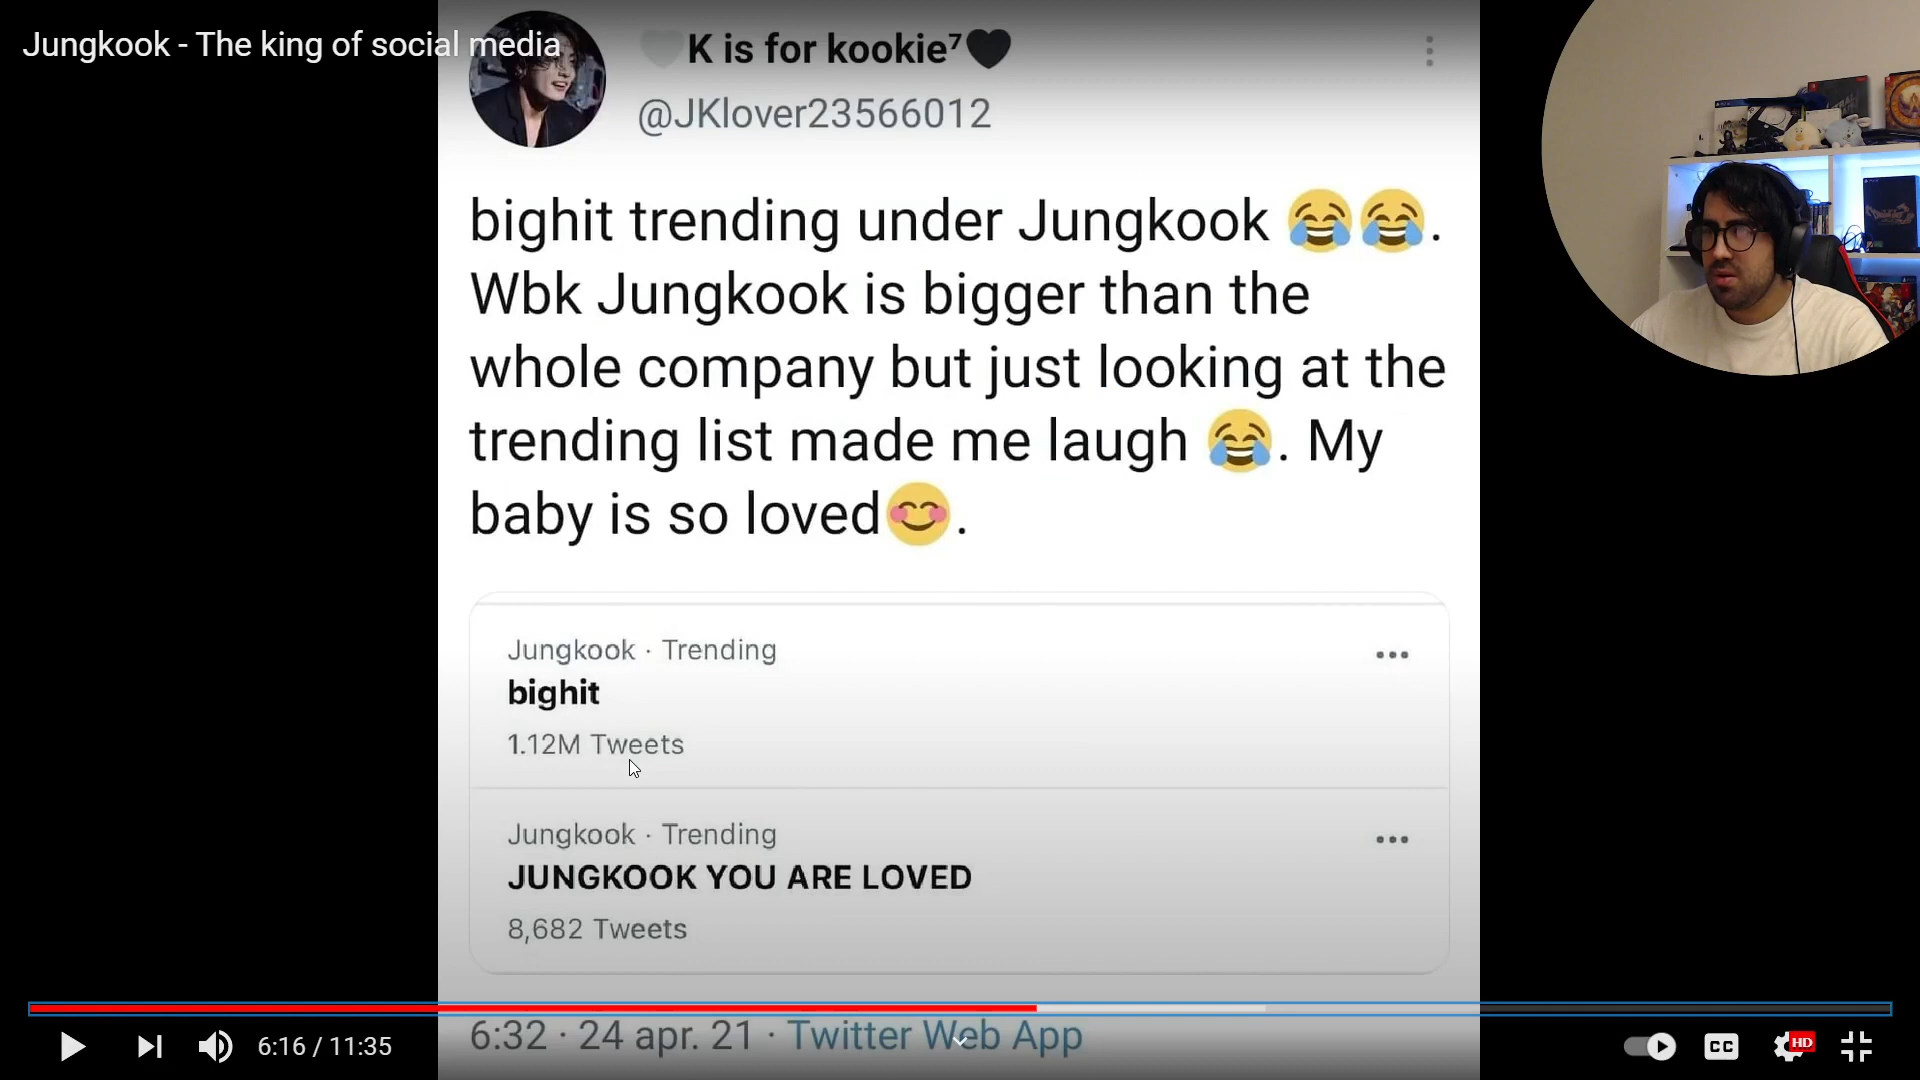 Jungkook - The king of social media
K is for kookie⁷🖤
@JKlover23566012
bighit trending under Jungkook 😂😂.
Wbk Jungkook is bigger than the
whole company but just looking at the
trending list made me laugh 😂. My
baby is so loved😊.
Jungkook · Trending
bighit
1.12M Tweets
Jungkook · Trending
JUNGKOOK YOU ARE LOVED
8,682 Tweets
6:32 · 24 apr. 21 · Twitter Web App
6:16 / 11:35
CC
HD